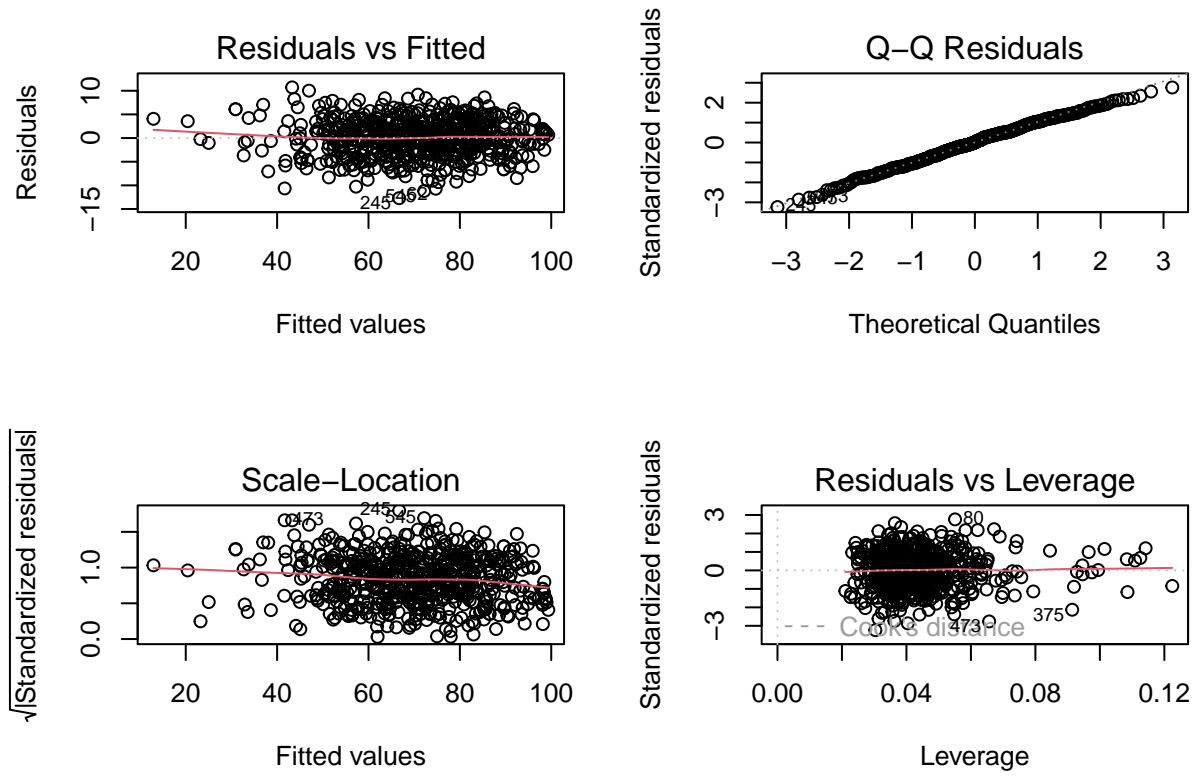 Residuals vs Fitted
Residuals
10
0
−15
245
545
20 40 60 80 100
Fitted values
Q−Q Residuals
Standardized residuals
2
0
−3
245
−3 −2 −1 0 1 2 3
Theoretical Quantiles
Scale−Location
√|Standardized residuals|
1.0
0.0
473
245
545
20 40 60 80 100
Fitted values
Residuals vs Leverage
Standardized residuals
3
0
−3
80
375
473
Cook's distance
0.00 0.04 0.08 0.12
Leverage